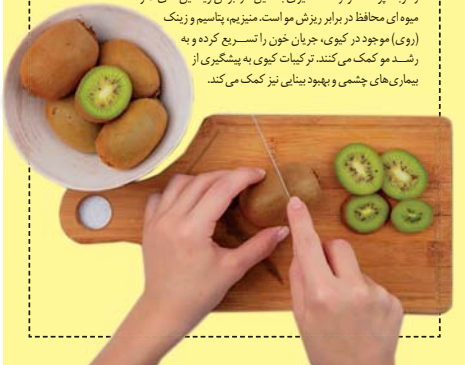 میوه ای محافظ در برابر ریزش مو است. منیزیم، پتاسیم و زینک
(روی) موجود در کیوی، جریان خون را تســریع کرده و به
رشــد مو کمک می‌کنند. ترکیبات کیوی به پیشگیری از
بیماری‌های چشمی و بهبود بینایی نیز کمک می‌کند.